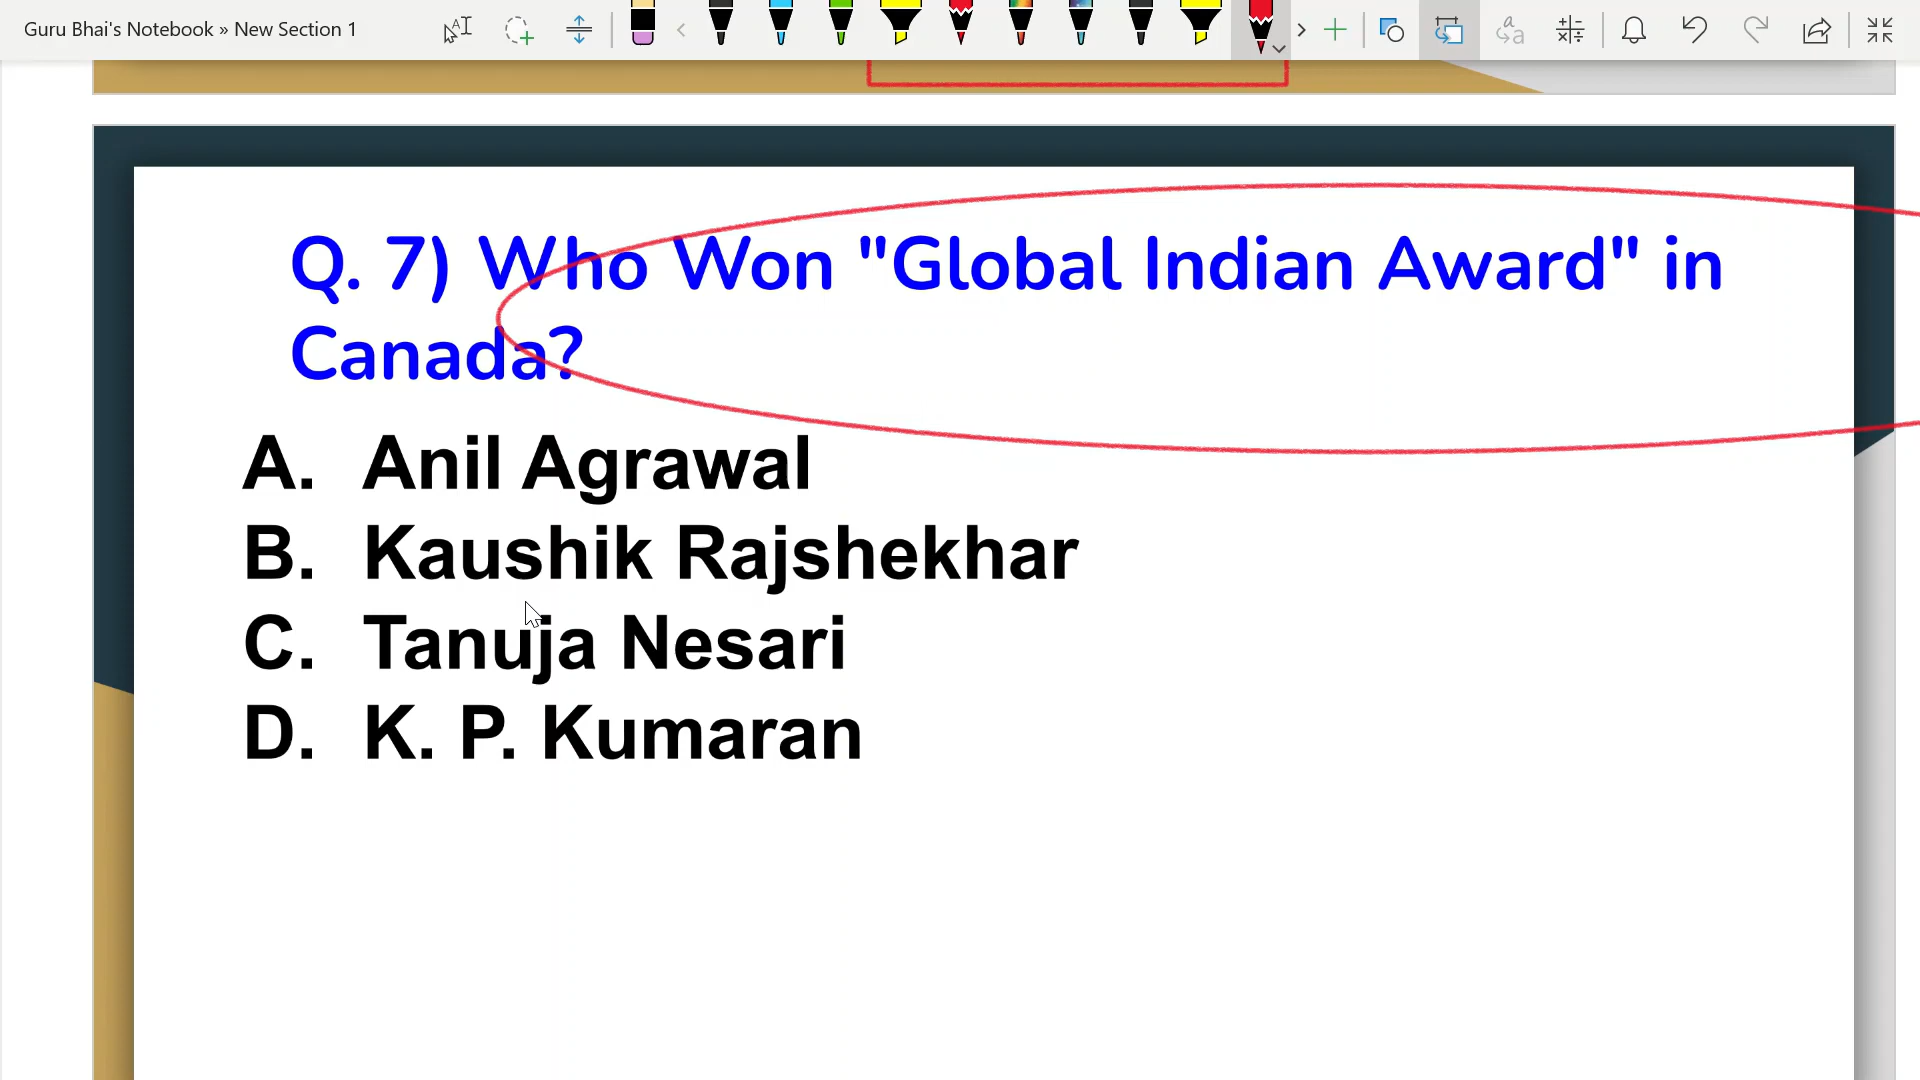 Guru Bhai's Notebook » New Section 1
Q. 7) Who Won "Global Indian Award" in
Canada?
A. Anil Agrawal
B. Kaushik Rajshekhar
C. Tanuja Nesari
D. K. P. Kumaran